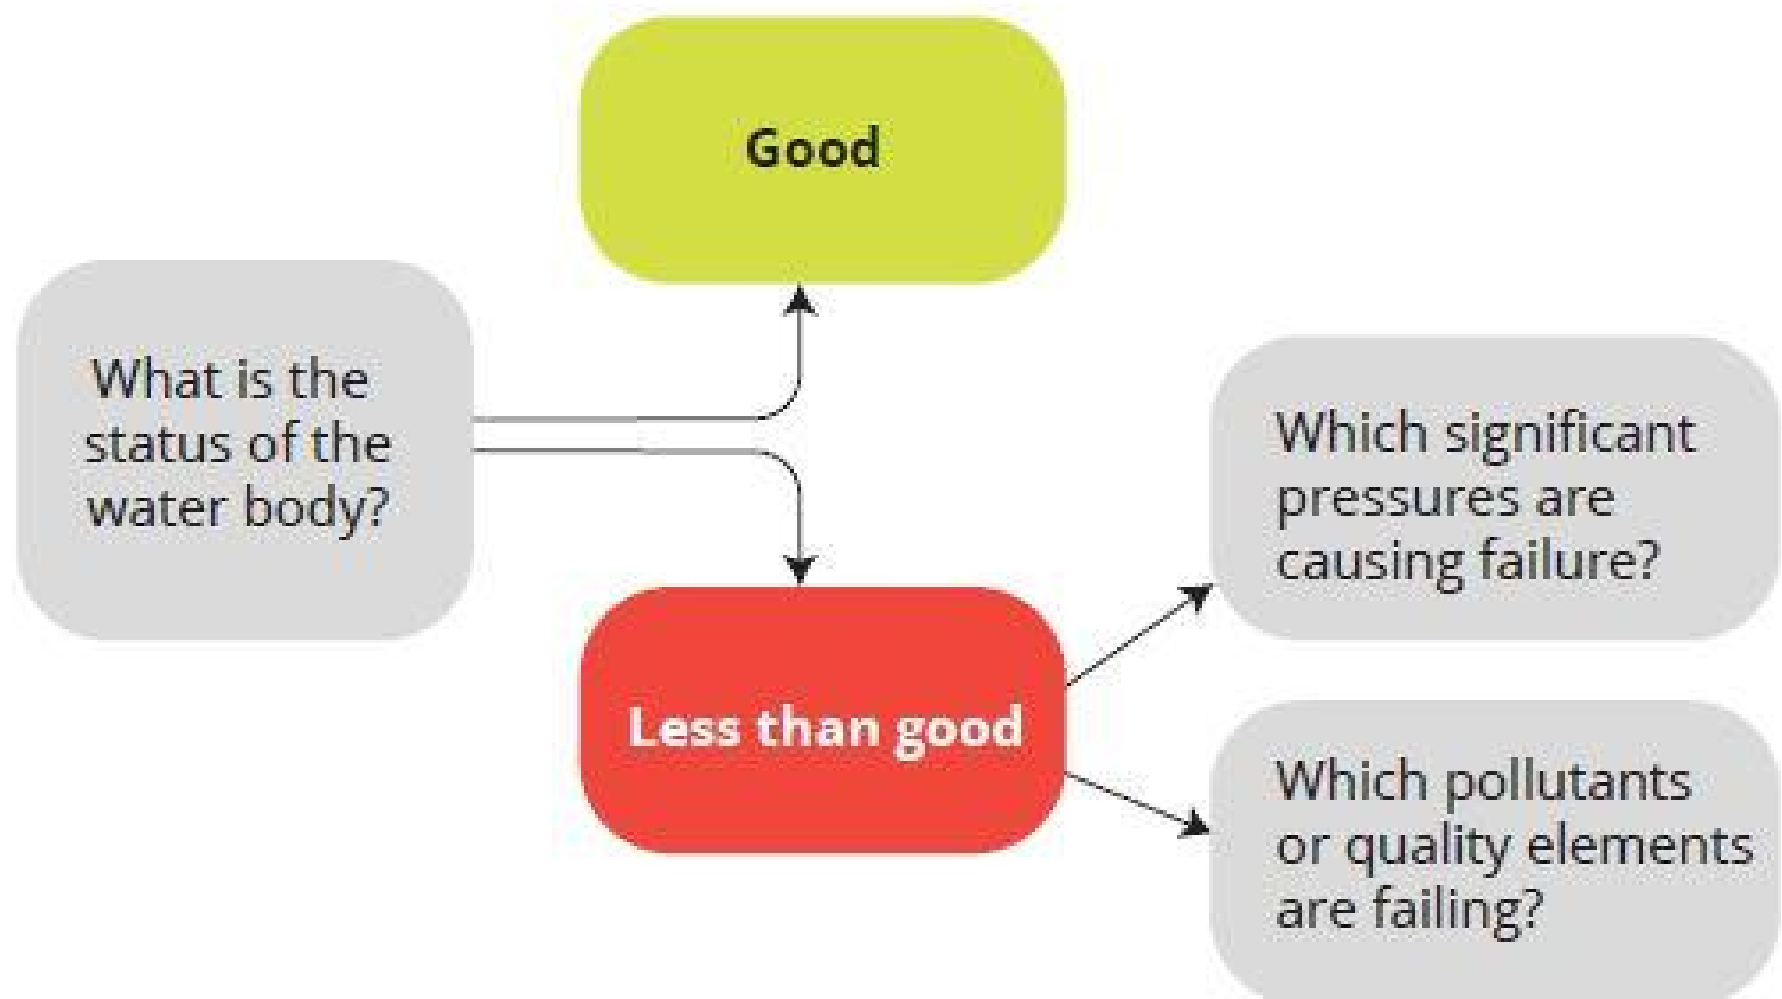 Good
What is the
status of the
water body?
Which significant
pressures are
causing failure?
Less than good
Which pollutants
or quality elements
are failing?